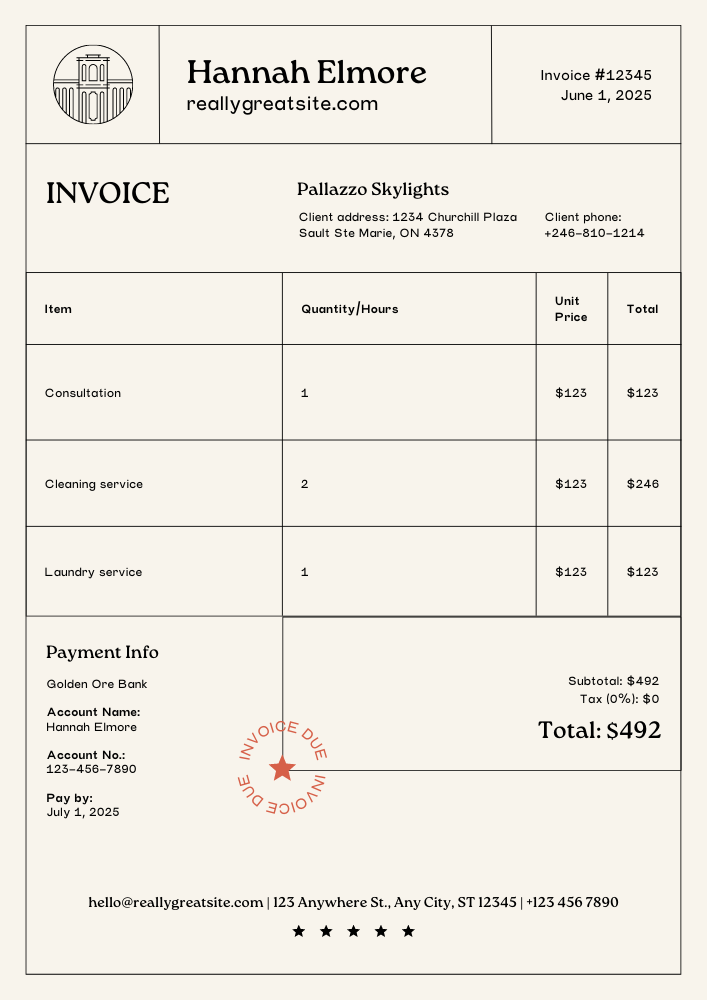 Hannah Elmore
reallygreatsite.com
Invoice #12345
June 1, 2025
INVOICE
Pallazzo Skylights
Client address: 1234 Churchill Plaza
Sault Ste Marie, ON 4378
Client phone:
+246-810-1214
Item
Quantity/Hours
Unit
Price
Total
Consultation
1
$123
$123
Cleaning service
2
$123
$246
Laundry service
1
$123
$123
Payment Info
Golden Ore Bank
Account Name:
Hannah Elmore
Account No.:
123-456-7890
Pay by:
July 1, 2025
INVOICE DUE
INVOICE DUE
Subtotal: $492
Tax (0%): $0
Total: $492
hello@reallygreatsite.com | 123 Anywhere St., Any City, ST 12345 | +123 456 7890